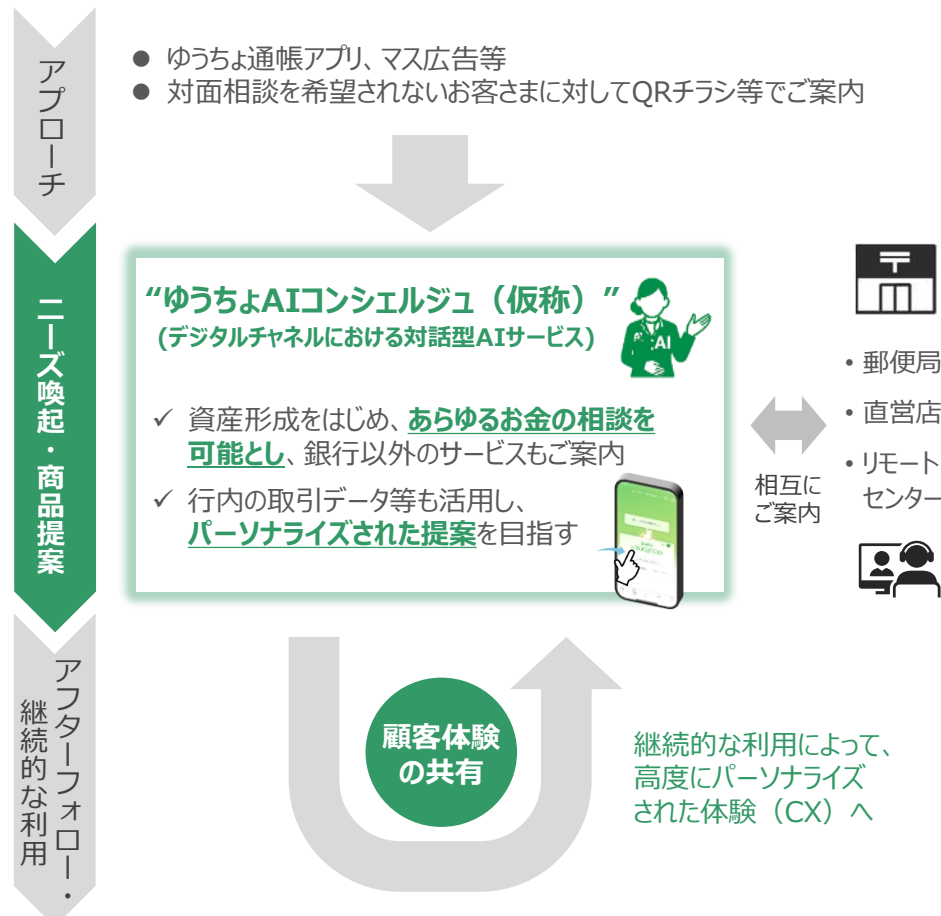 アプローチ
● ゆうちょ通帳アプリ、マス広告等
● 対面相談を希望されないお客さまに対してQRチラシ等でご案内
ニーズ喚起・商品提案
“ゆうちょAIコンシェルジュ（仮称）”
(デジタルチャネルにおける対話型AIサービス)
AI
✓ 資産形成をはじめ、あらゆるお金の相談を
可能とし、銀行以外のサービスもご案内
✓ 行内の取引データ等も活用し、
パーソナライズされた提案を目指す
相互に
ご案内
〒
• 郵便局
• 直営店
• リモート
センター
アフターフォロー・
継続的な利用
顧客体験
の共有
継続的な利用によって、
高度にパーソナライズ
された体験（CX）へ